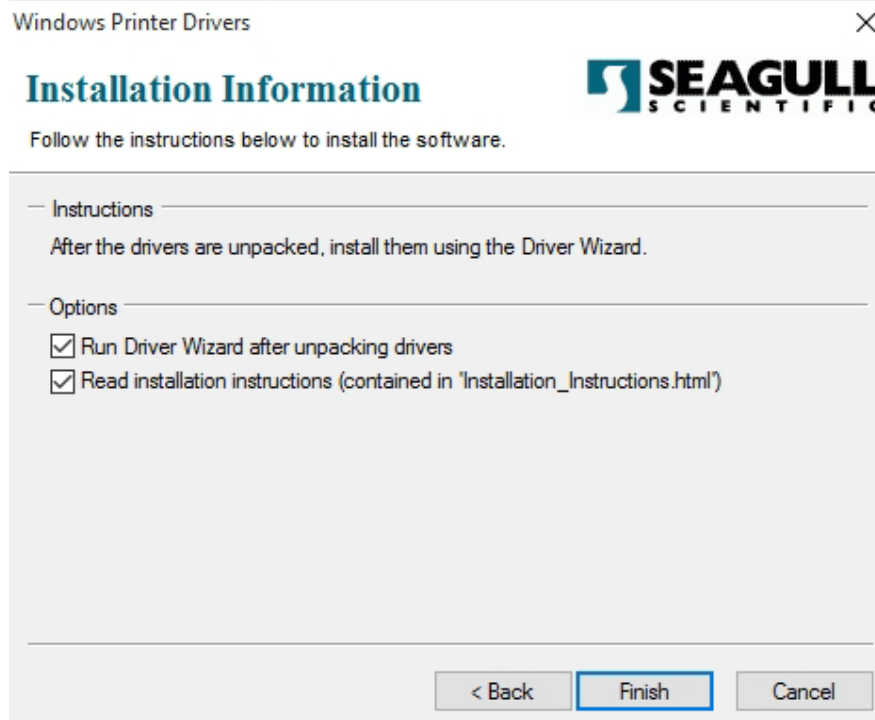 Windows Printer Drivers
Installation Information
SEAGULL
SCIENTIFIC
Follow the instructions below to install the software.
Instructions
After the drivers are unpacked, install them using the Driver Wizard.
Options
Run Driver Wizard after unpacking drivers
Read installation instructions (contained in "Installation_Instructions.html")
< Back
Finish
Cancel